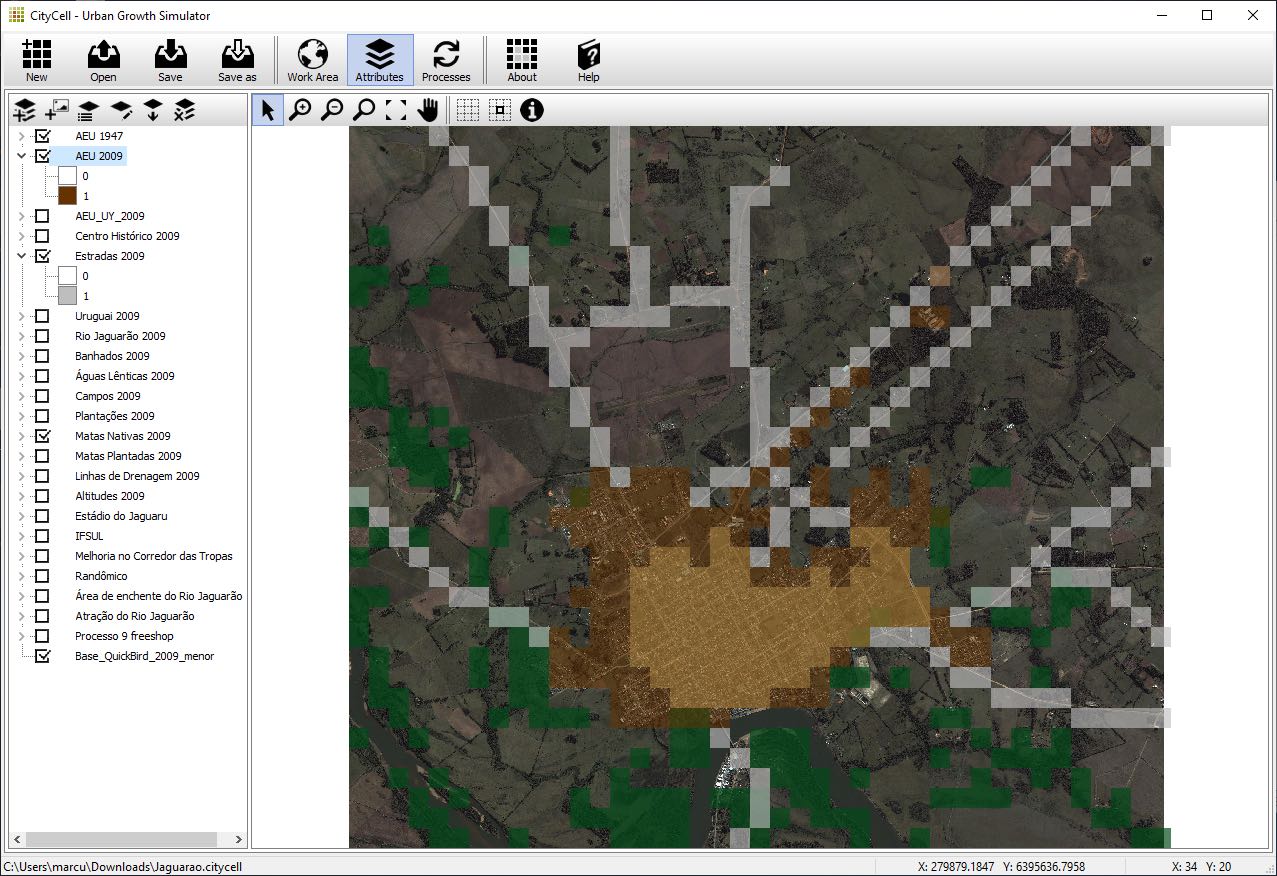 CityCell - Urban Growth Simulator
New Open Save Save as Work Area Attributes Processes About Help
AEU 1947
AEU 2009
0
1
AEU_UY_2009
Centro Histórico 2009
Estradas 2009
0
1
Uruguai 2009
Rio Jaguarão 2009
Banhados 2009
Águas Lênticas 2009
Campos 2009
Plantações 2009
Matas Nativas 2009
Matas Plantadas 2009
Linhas de Drenagem 2009
Altitudes 2009
Estádio do Jaguaru
IFSUL
Melhoria no Corredor das Tropas
Randômico
Área de enchente do Rio Jaguarão
Atração do Rio Jaguarão
Processo 9 freeshop
Base_QuickBird_2009_menor
C:\Users\marcu\Downloads\Jaguarao.citycell X: 279879.1847 Y: 6395636.7958 X: 34 Y: 20